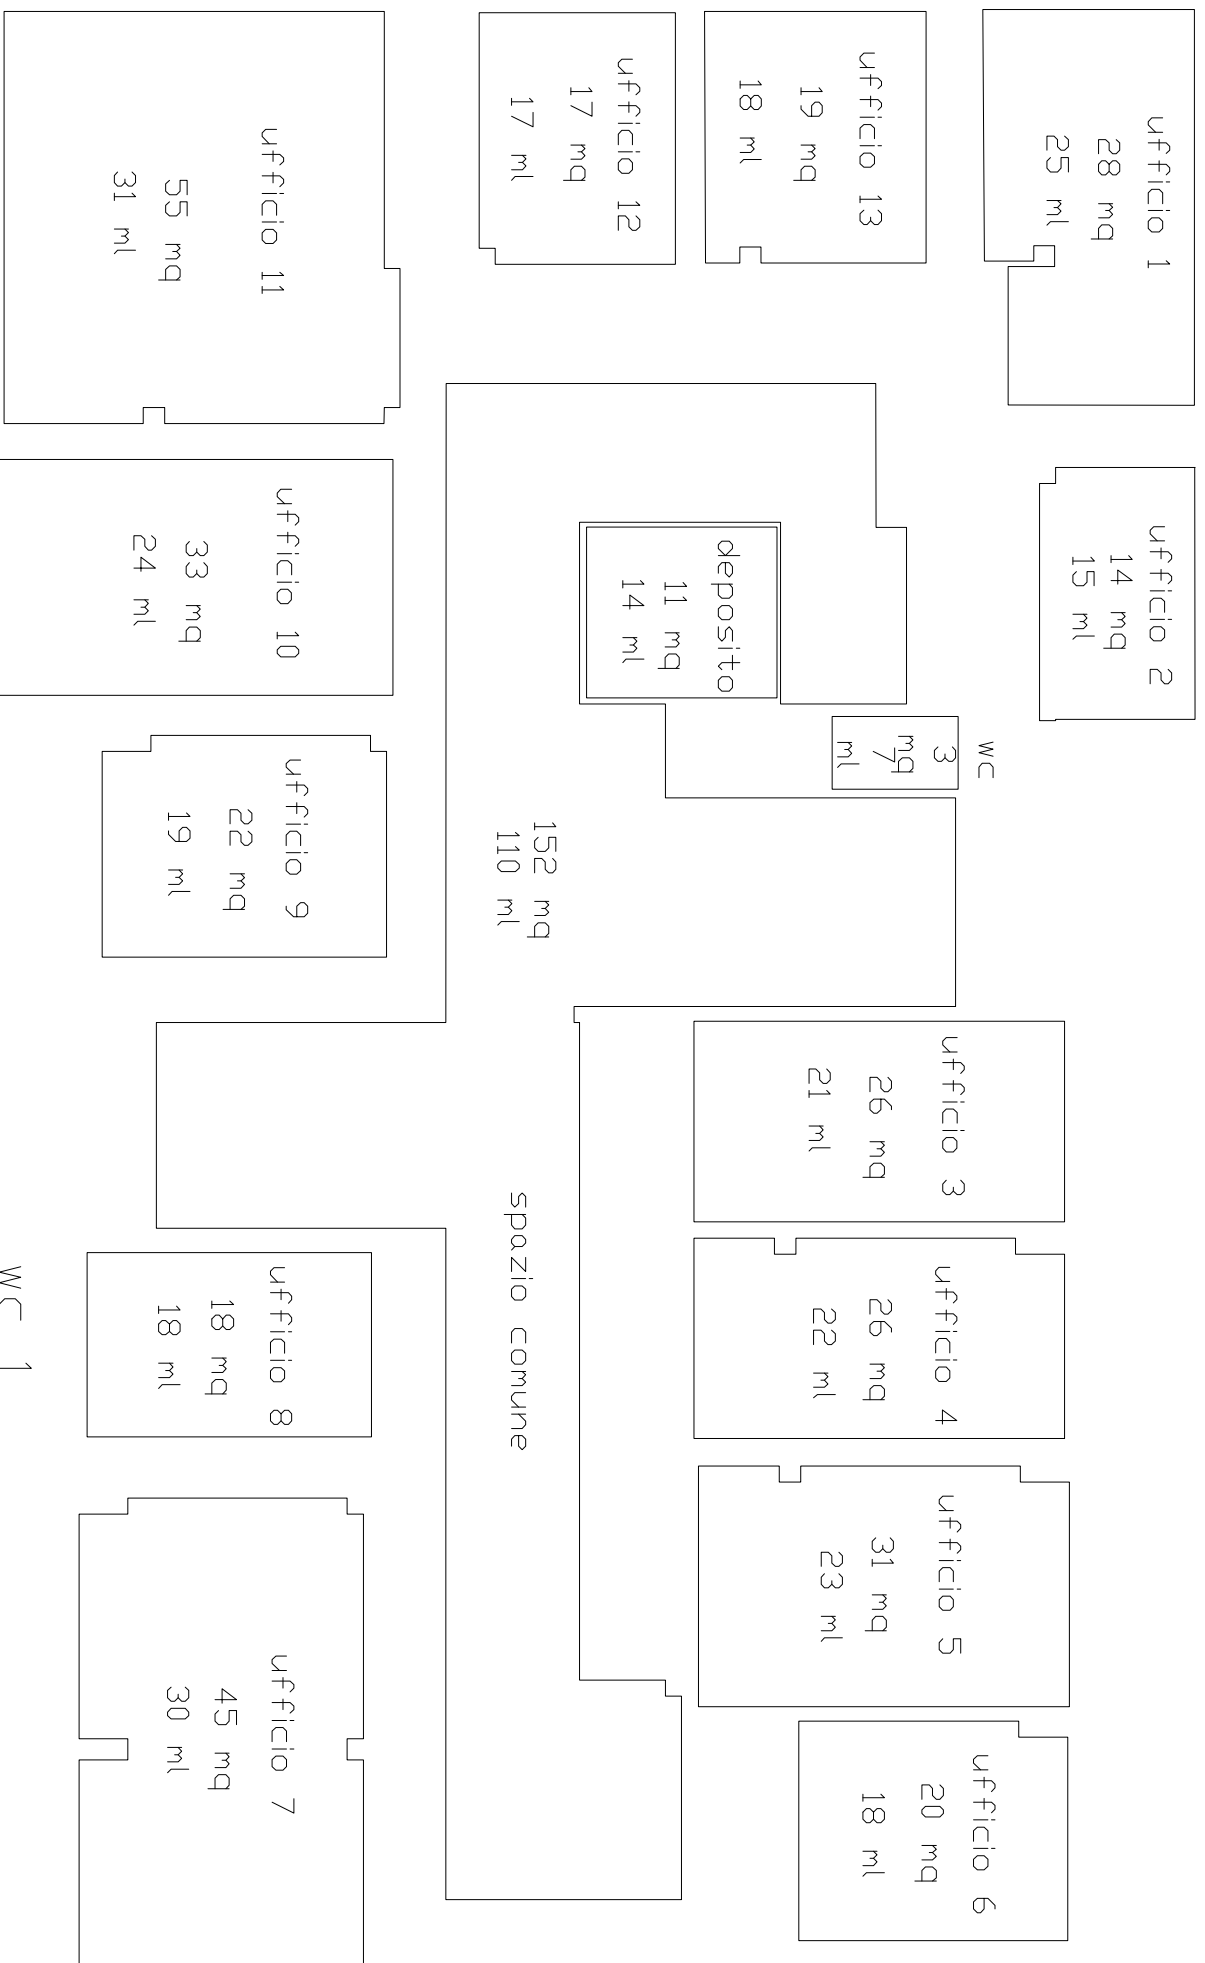 ufficio 1
28 mq
25 ml
ufficio 2
14 mq
15 ml
ufficio 13
19 mq
18 ml
ufficio 12
17 mq
17 ml
ufficio 11
55 mq
31 ml
deposito
11 mq
14 ml
wc
3
mq
7
ml
ufficio 10
33 mq
24 ml
ufficio 9
22 mq
19 ml
152 mq
110 ml
spazio comune
ufficio 3
26 mq
21 ml
ufficio 4
26 mq
22 ml
ufficio 5
31 mq
23 ml
ufficio 6
20 mq
18 ml
ufficio 8
18 mq
18 ml
ufficio 7
45 mq
30 ml
WC 1